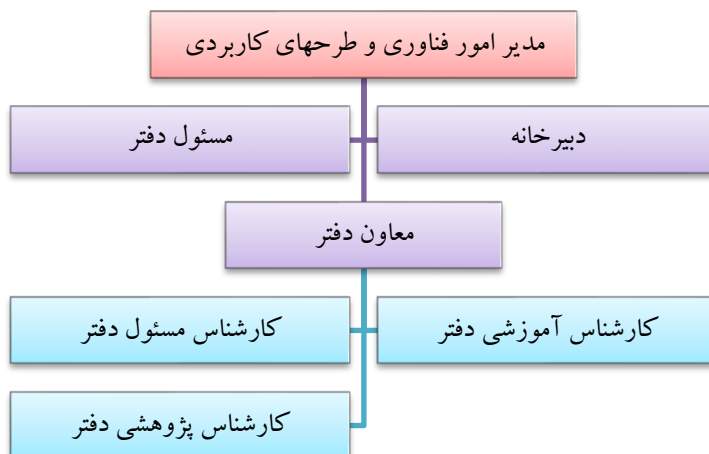 مدیر امور فناوری و طرحهای کاربردی
دبیرخانه
مسئول دفتر
معاون دفتر
کارشناس آموزشی دفتر
کارشناس مسئول دفتر
کارشناس پژوهشی دفتر